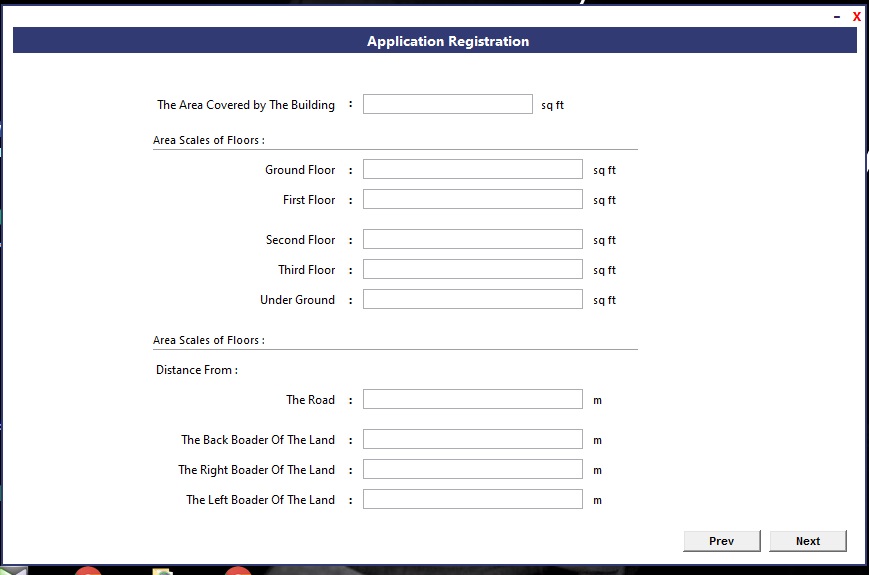 – X
Application Registration
The Area Covered by The Building : sq ft
Area Scales of Floors :
Ground Floor : sq ft
First Floor : sq ft
Second Floor : sq ft
Third Floor : sq ft
Under Ground : sq ft
Area Scales of Floors :
Distance From :
The Road : m
The Back Boader Of The Land : m
The Right Boader Of The Land : m
The Left Boader Of The Land : m
Prev Next